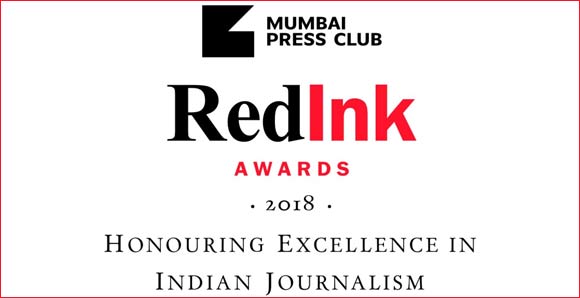 MUMBAI
PRESS CLUB
RedInk
AWARDS
· 2018 ·
HONOURING EXCELLENCE IN
INDIAN JOURNALISM